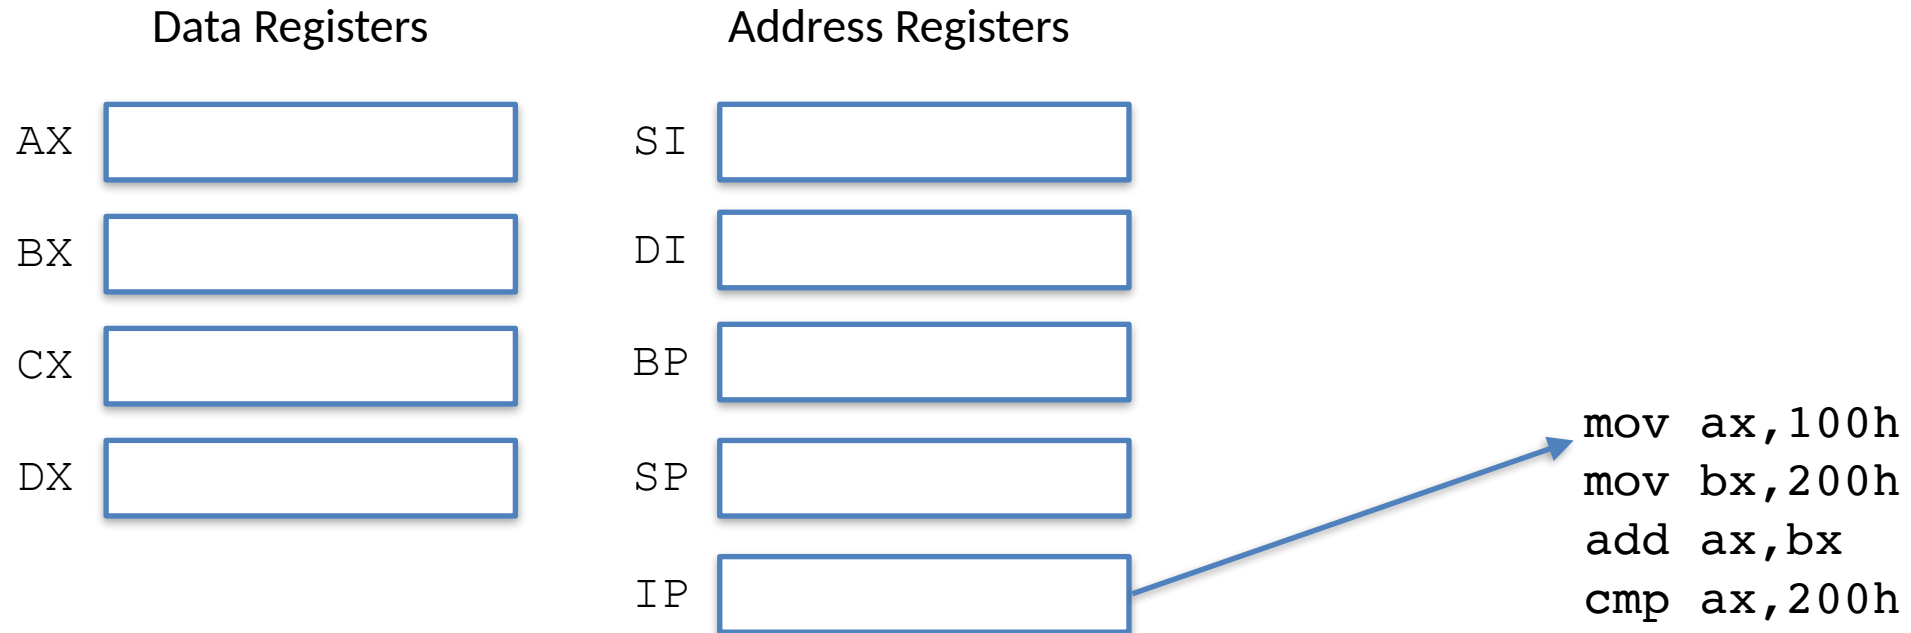 Data Registers
Address Registers
AX
BX
CX
DX
SI
DI
BP
SP
IP
mov ax,100h
mov bx,200h
add ax,bx
cmp ax,200h